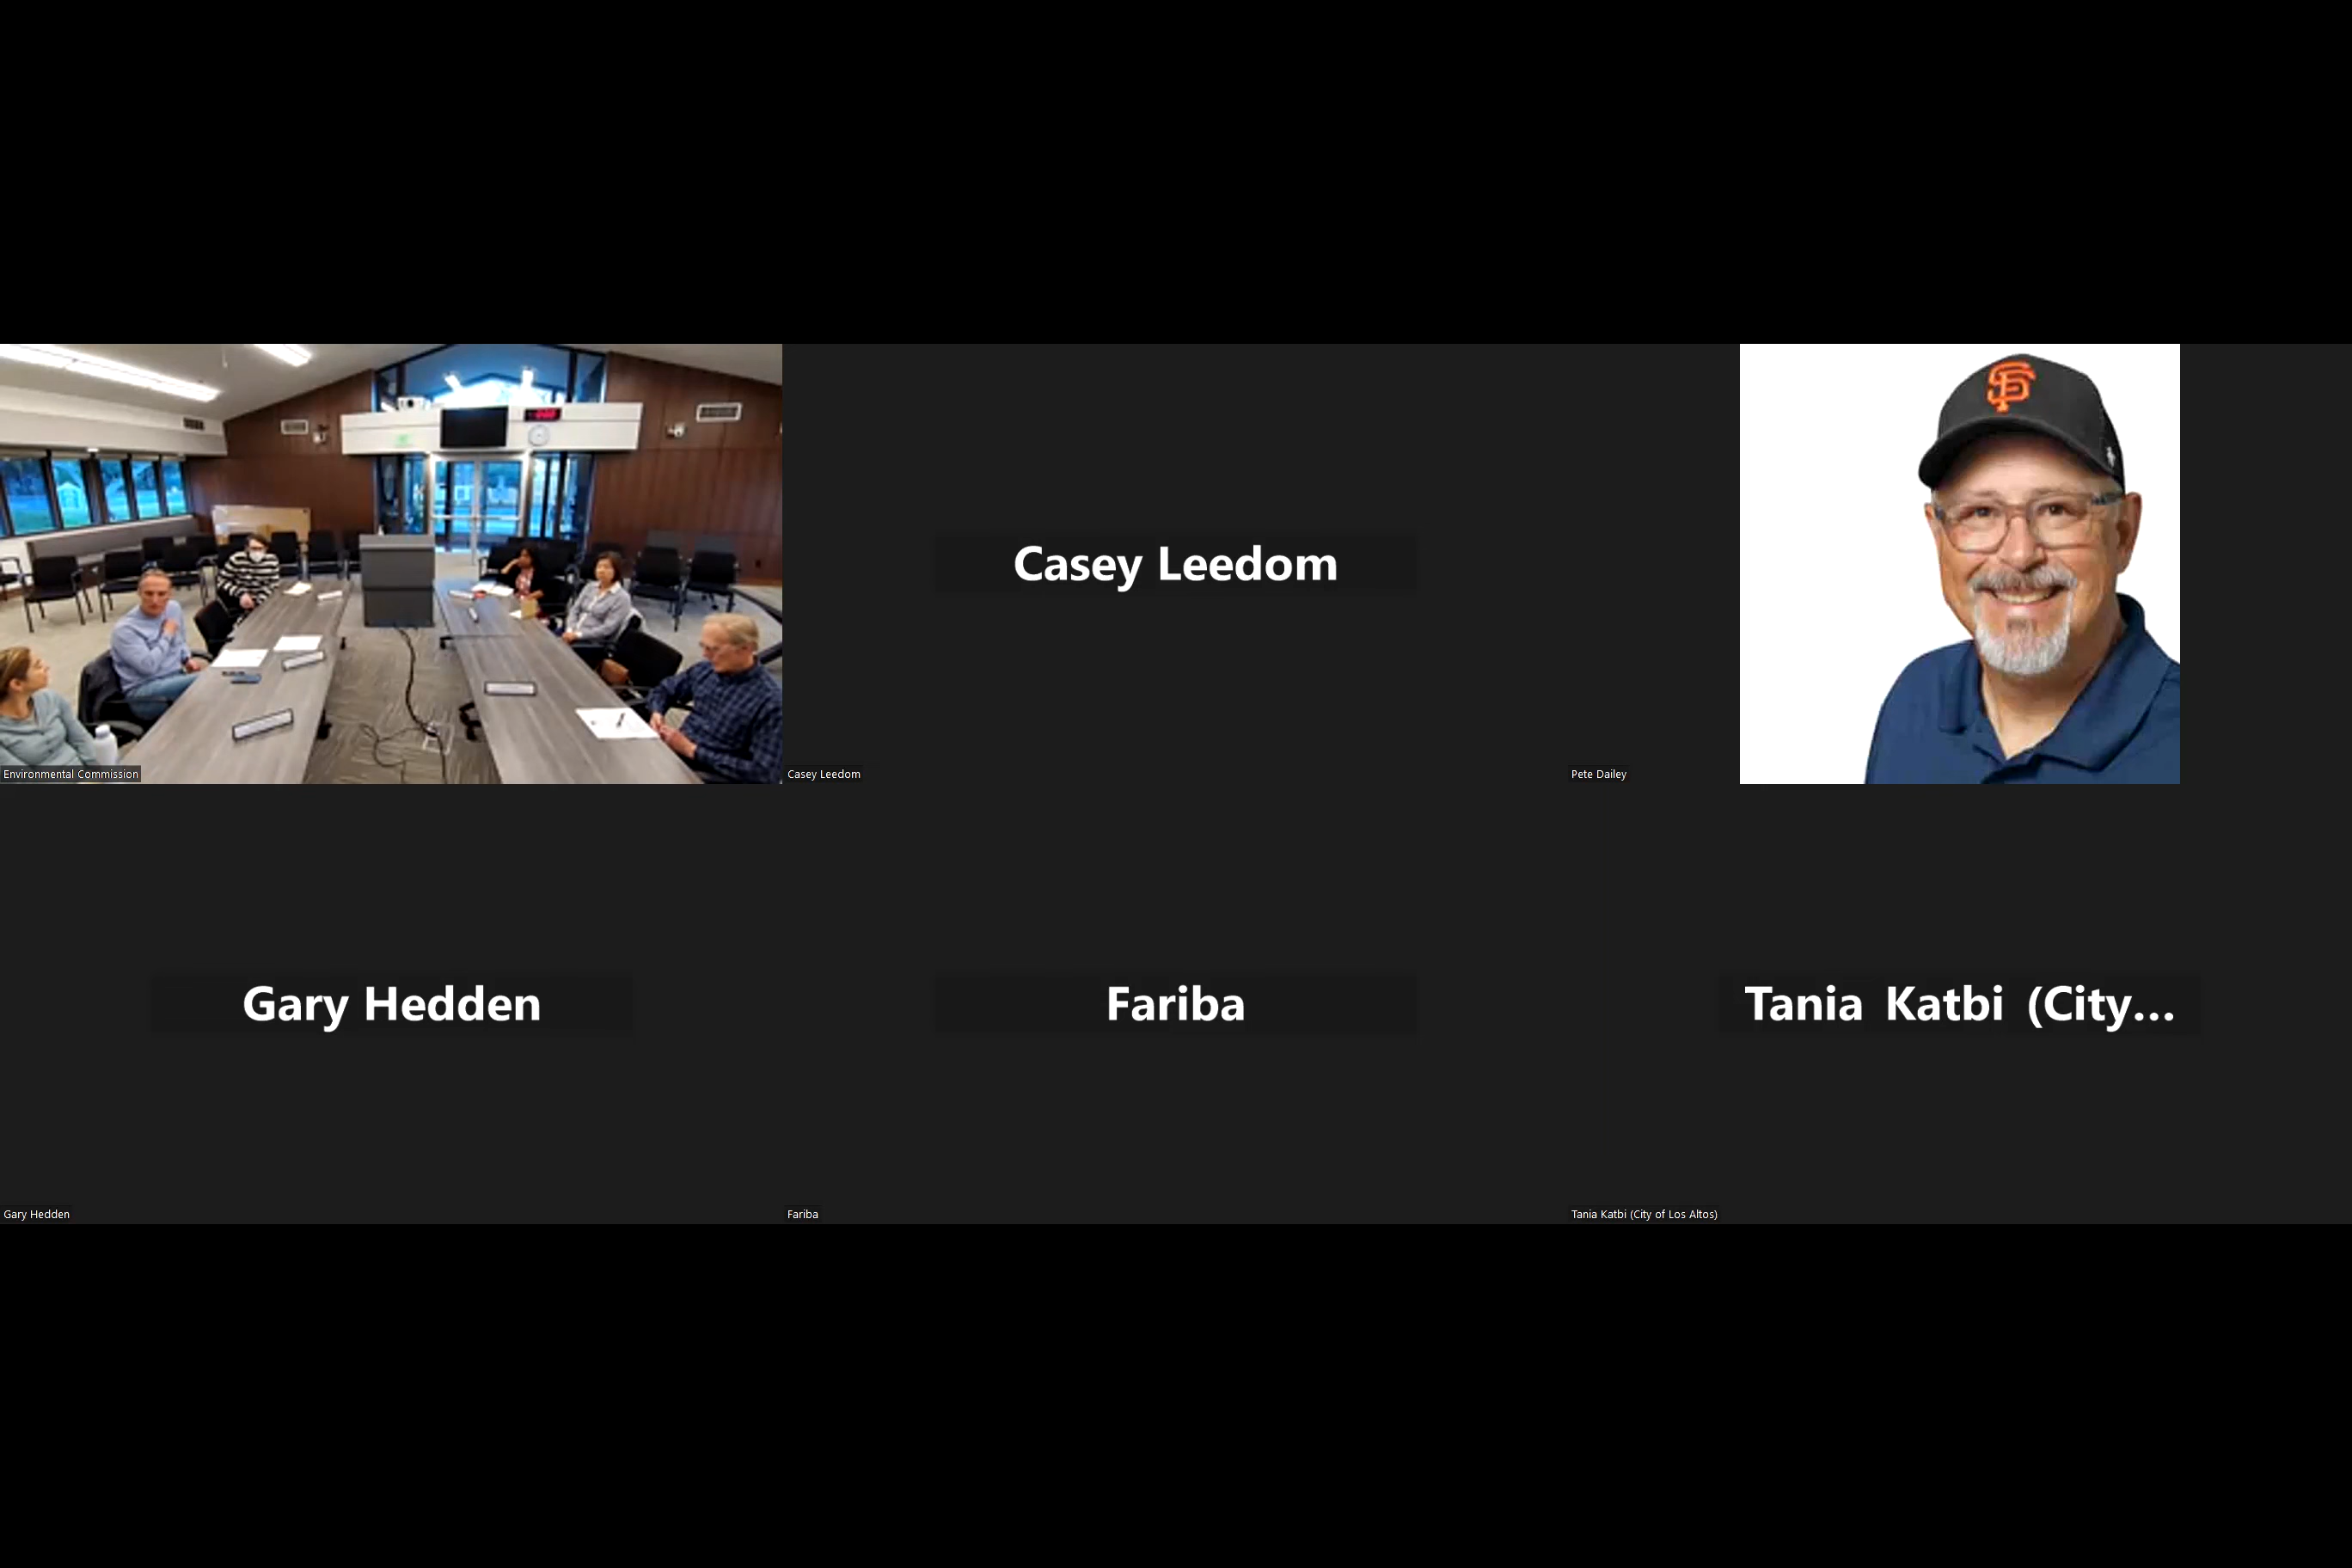 SF
Environmental Commission
Casey Leedom
Casey Leedom
Pete Dailey
Gary Hedden
Fariba
Tania Katbi (City...
Gary Hedden
Fariba
Tania Katbi (City of Los Altos)